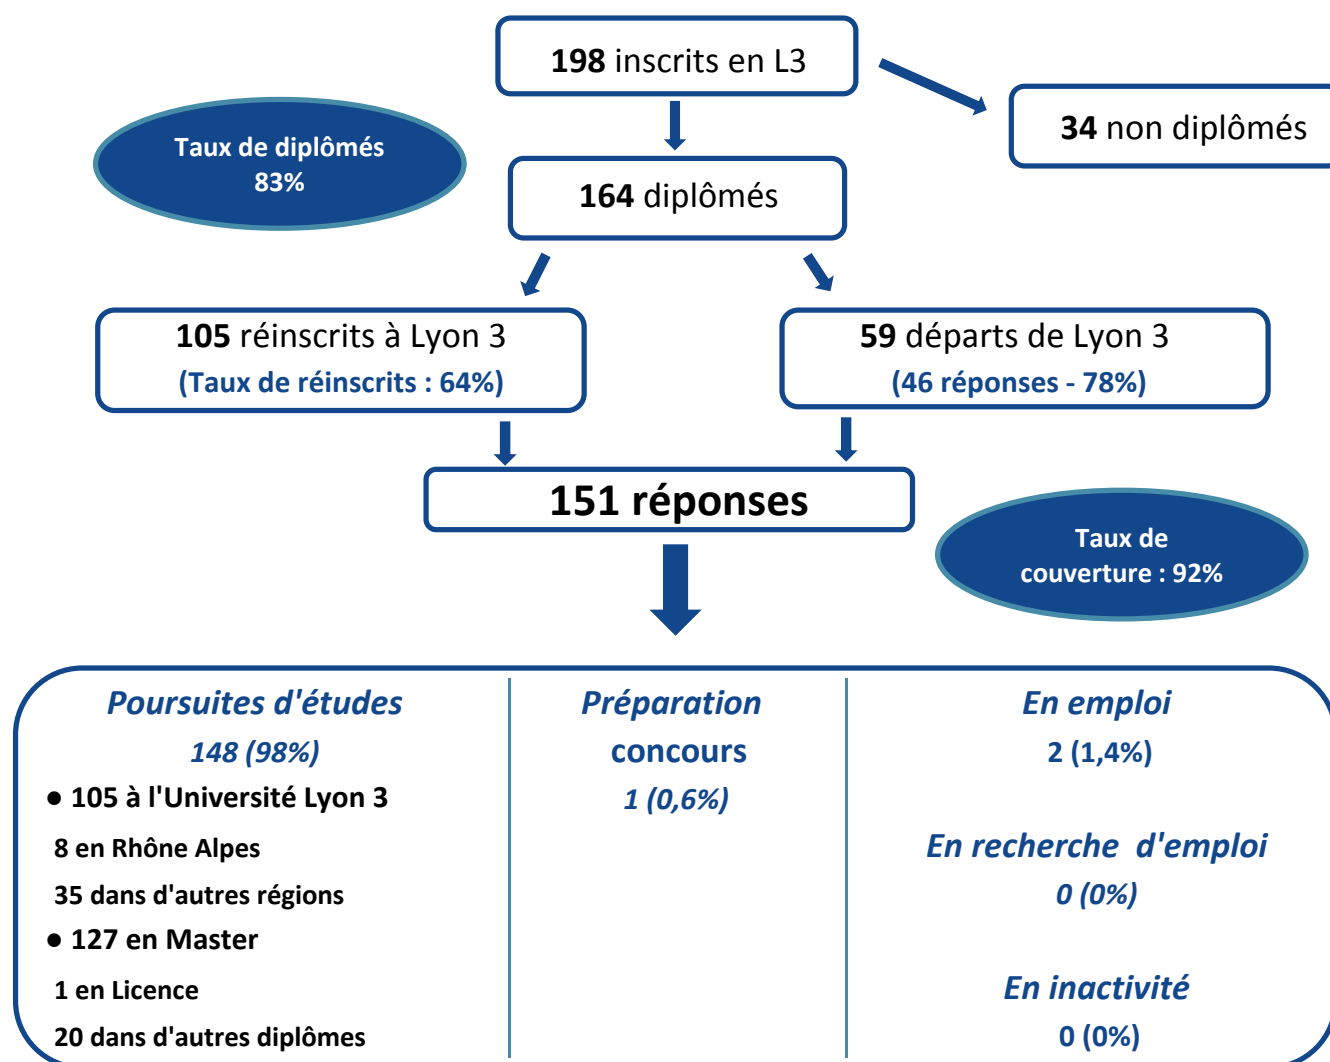 198 inscrits en L3
34 non diplômés
Taux de diplômés
83%
164 diplômés
105 réinscrits à Lyon 3
(Taux de réinscrits : 64%)
59 départs de Lyon 3
(46 réponses - 78%)
151 réponses
Taux de
couverture : 92%
Poursuites d'études
148 (98%)
● 105 à l'Université Lyon 3
8 en Rhône Alpes
35 dans d'autres régions
● 127 en Master
1 en Licence
20 dans d'autres diplômes
Préparation
concours
1 (0,6%)
En emploi
2 (1,4%)
En recherche d'emploi
0 (0%)
En inactivité
0 (0%)